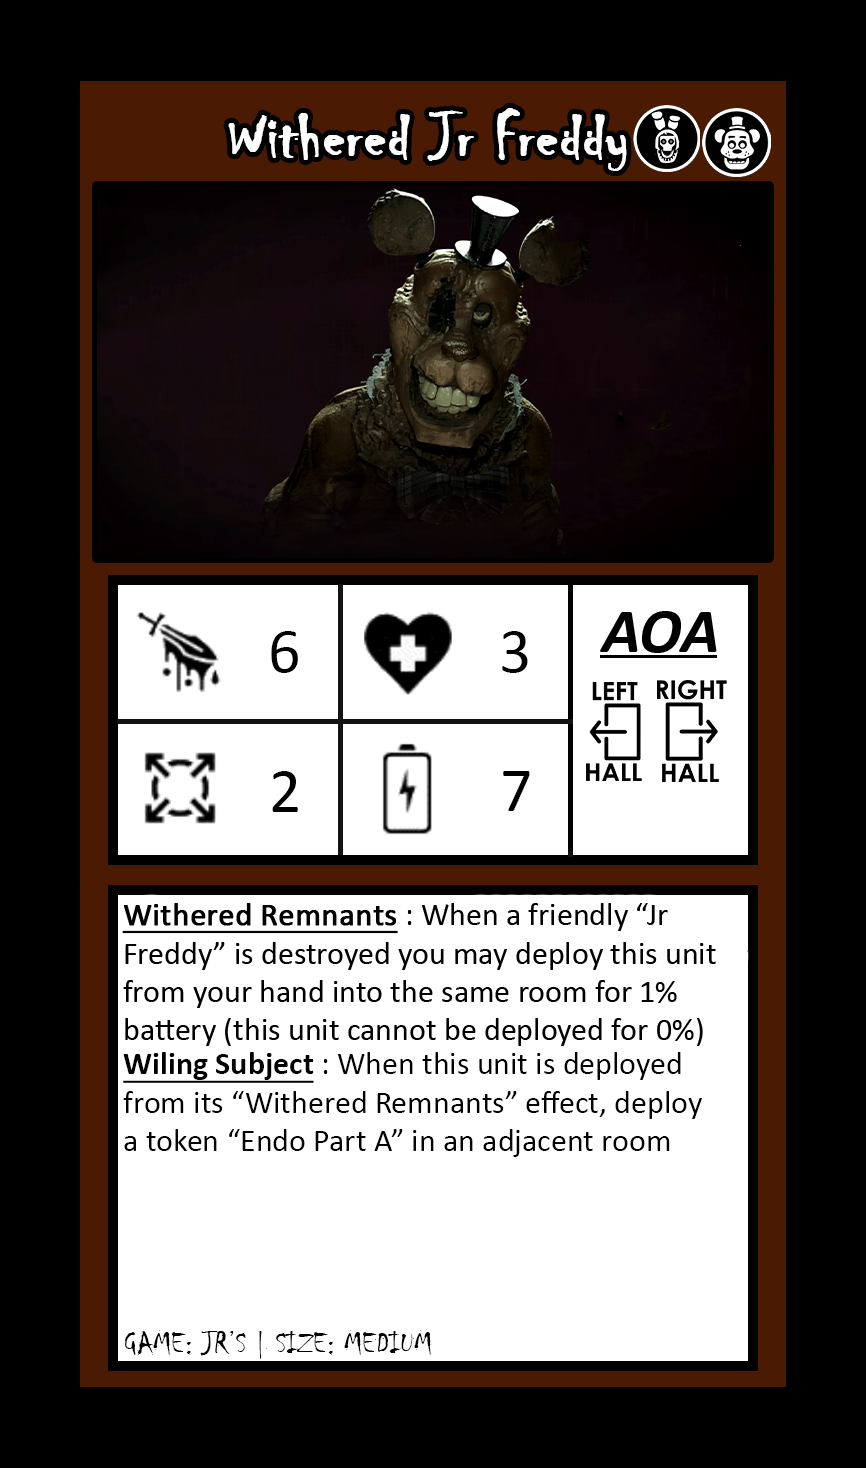 Withered Jr Freddy
6
3
AOA
LEFT RIGHT
HALL HALL
2
7
Withered Remnants : When a friendly “Jr
Freddy” is destroyed you may deploy this unit
from your hand into the same room for 1%
battery (this unit cannot be deployed for 0%)
Wiling Subject : When this unit is deployed
from its “Withered Remnants” effect, deploy
a token “Endo Part A” in an adjacent room
GAME: JR'S | SIZE: MEDIUM